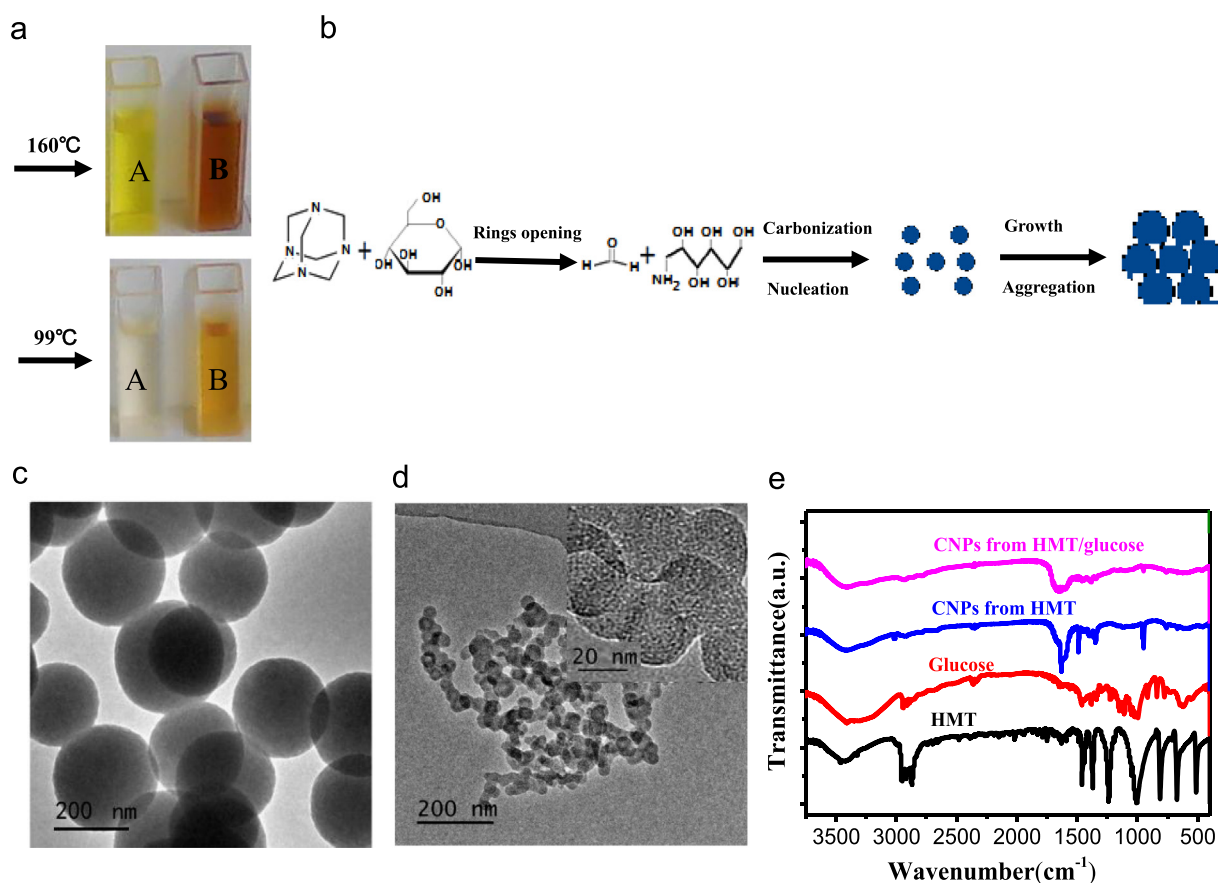 a
b
160℃
A
B
99℃
A
B
N
N
N
N
+
OH
O
OH
OH
OH
OH
Rings opening
O
H
H
+
OH
OH
OH
NH2
OH
OH
Carbonization
Nucleation
Growth
Aggregation
c
d
e
200 nm
200 nm
20 nm
CNPs from HMT/glucose
CNPs from HMT
Glucose
HMT
Transmittance(a.u.)
3500 3000 2500 2000 1500 1000 500
Wavenumber(cm-1)